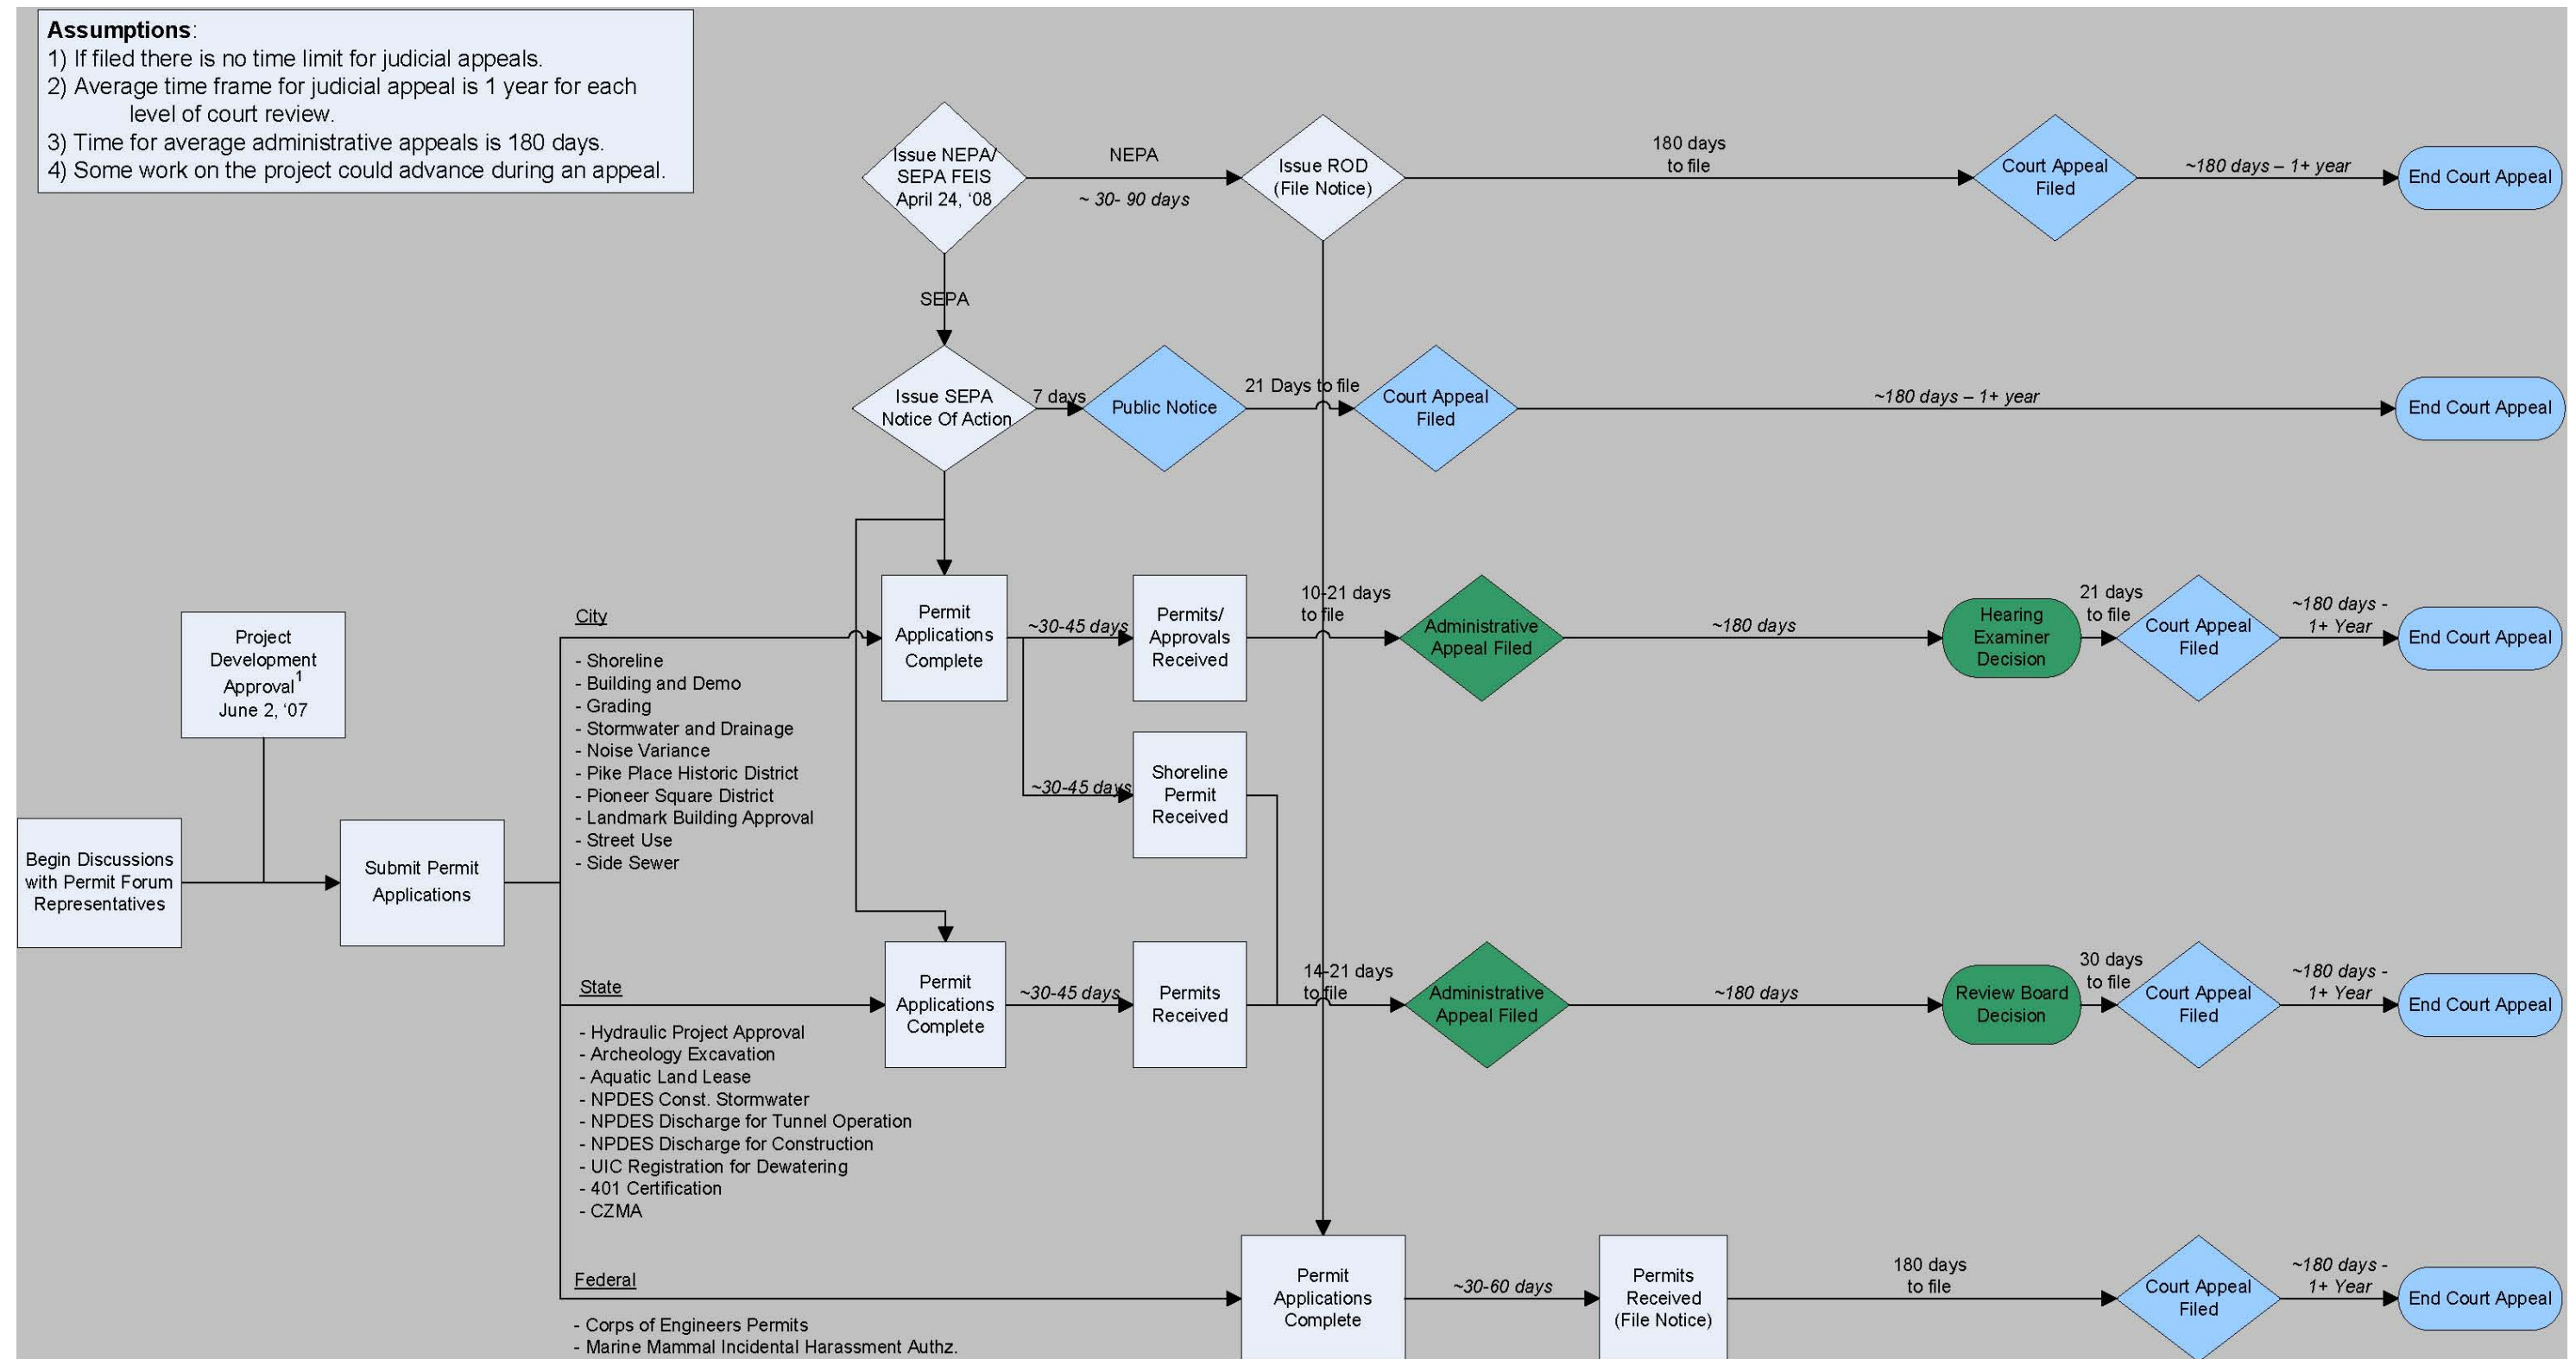 Assumptions:
1) If filed there is no time limit for judicial appeals.
2) Average time frame for judicial appeal is 1 year for each
level of court review.
3) Time for average administrative appeals is 180 days.
4) Some work on the project could advance during an appeal.
Issue NEPA/
SEPA FEIS
April 24, ‘08
NEPA
~ 30- 90 days
Issue ROD
(File Notice)
180 days
to file
Court Appeal
Filed
~180 days – 1+ year
End Court Appeal
SEPA
Issue SEPA
Notice Of Action
7 days
Public Notice
21 Days to file
Court Appeal
Filed
~180 days – 1+ year
End Court Appeal
Project
Development
Approval1
June 2, ‘07
Begin Discussions
with Permit Forum
Representatives
Submit Permit
Applications
City
- Shoreline
- Building and Demo
- Grading
- Stormwater and Drainage
- Noise Variance
- Pike Place Historic District
- Pioneer Square District
- Landmark Building Approval
- Street Use
- Side Sewer
Permit
Applications
Complete
~30-45 days
Permits/
Approvals
Received
10-21 days
to file
Administrative
Appeal Filed
~180 days
Hearing
Examiner
Decision
21 days
to file
Court Appeal
Filed
~180 days -
1+ Year
End Court Appeal
~30-45 days
Shoreline
Permit
Received
State
- Hydraulic Project Approval
- Archeology Excavation
- Aquatic Land Lease
- NPDES Const. Stormwater
- NPDES Discharge for Tunnel Operation
- NPDES Discharge for Construction
- UIC Registration for Dewatering
- 401 Certification
- CZMA
Permit
Applications
Complete
~30-45 days
Permits
Received
14-21 days
to file
Administrative
Appeal Filed
~180 days
Review Board
Decision
30 days
to file
Court Appeal
Filed
~180 days -
1+ Year
End Court Appeal
Federal
- Corps of Engineers Permits
- Marine Mammal Incidental Harassment Authz.
Permit
Applications
Complete
~30-60 days
Permits
Received
(File Notice)
180 days
to file
Court Appeal
Filed
~180 days -
1+ Year
End Court Appeal